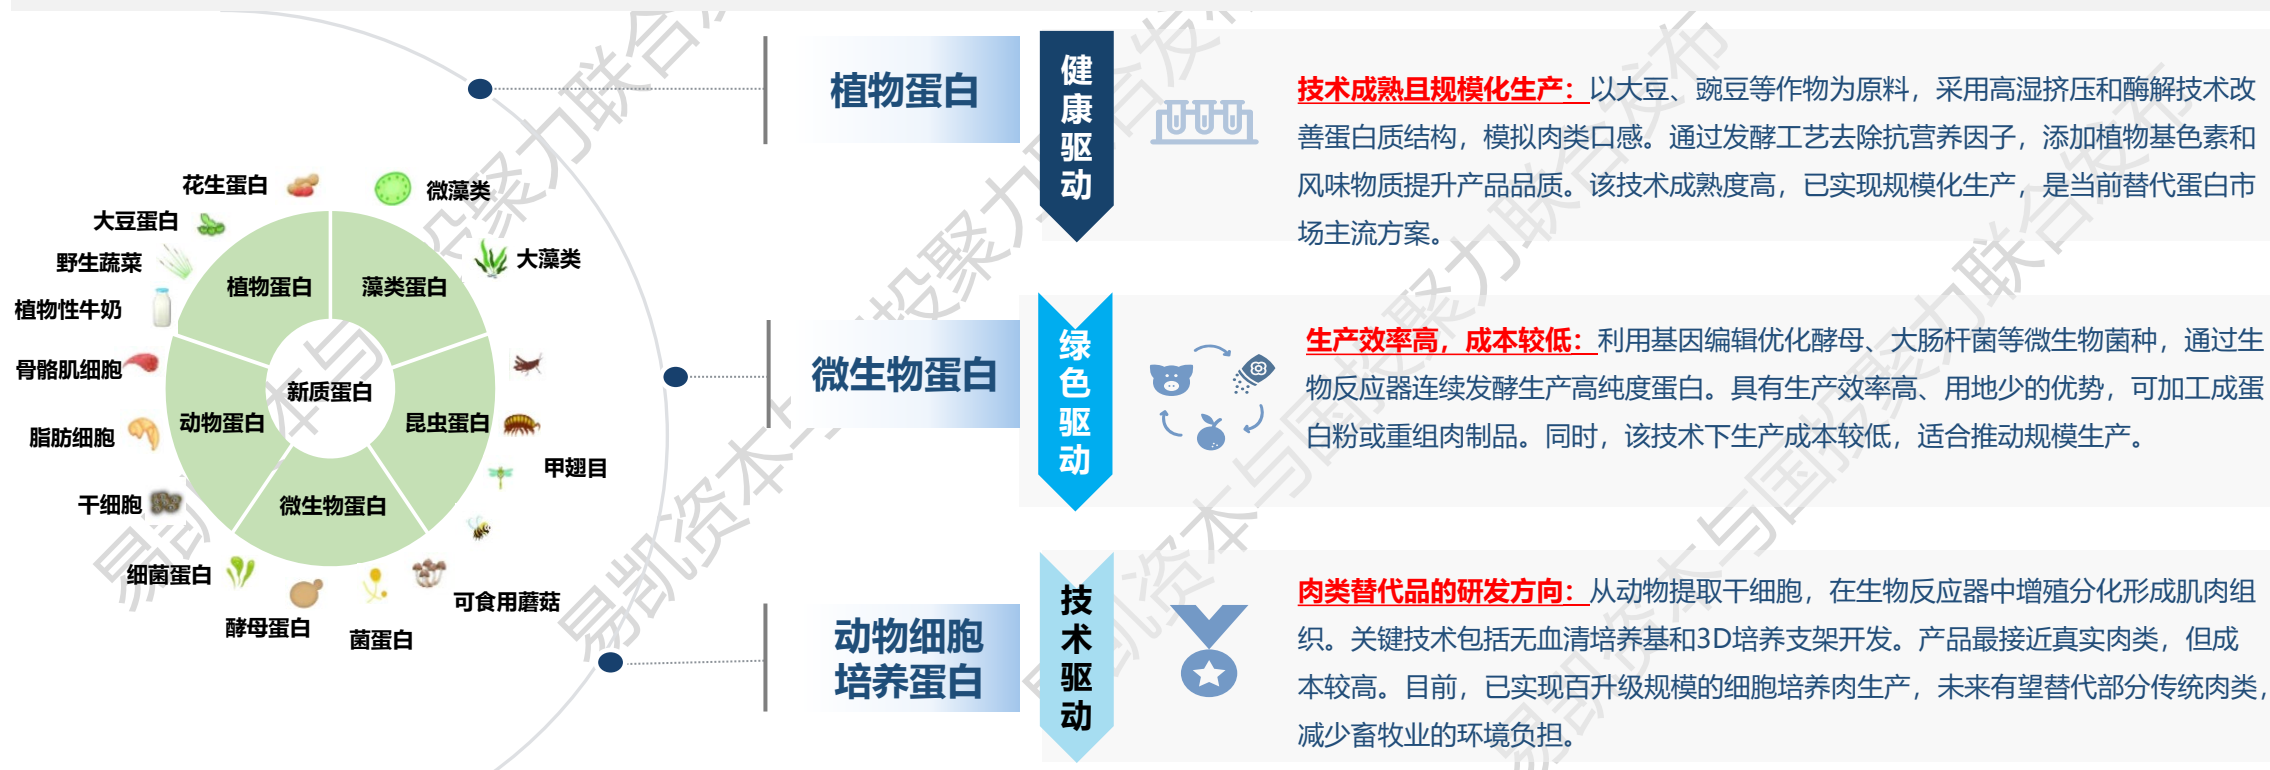 花生蛋白
微藻类
大豆蛋白
大藻类
野生蔬菜
植物蛋白
藻类蛋白
植物性牛奶
骨骼肌细胞
新质蛋白
动物蛋白
昆虫蛋白
脂肪细胞
甲翅目
干细胞
微生物蛋白
细菌蛋白
可食用蘑菇
酵母蛋白
菌蛋白
植物蛋白
健康驱动
技术成熟且规模化生产：以大豆、豌豆等作物为原料，采用高湿挤压和酶解技术改
善蛋白质结构，模拟肉类口感。通过发酵工艺去除抗营养因子，添加植物基色素和
风味物质提升产品品质。该技术成熟度高，已实现规模化生产，是当前替代蛋白市
场主流方案。
微生物蛋白
绿色驱动
生产效率高，成本较低：利用基因编辑优化酵母、大肠杆菌等微生物菌种，通过生
物反应器连续发酵生产高纯度蛋白。具有生产效率高、用地少的优势，可加工成蛋
白粉或重组肉制品。同时，该技术下生产成本较低，适合推动规模生产。
动物细胞
培养蛋白
技术驱动
肉类替代品的研发方向：从动物提取干细胞，在生物反应器中增殖分化形成肌肉组
织。关键技术包括无血清培养基和3D培养支架开发。产品最接近真实肉类，但成
本较高。目前，已实现百升级规模的细胞培养肉生产，未来有望替代部分传统肉类，
减少畜牧业的环境负担。
易凯资本与国投聚力联合发布